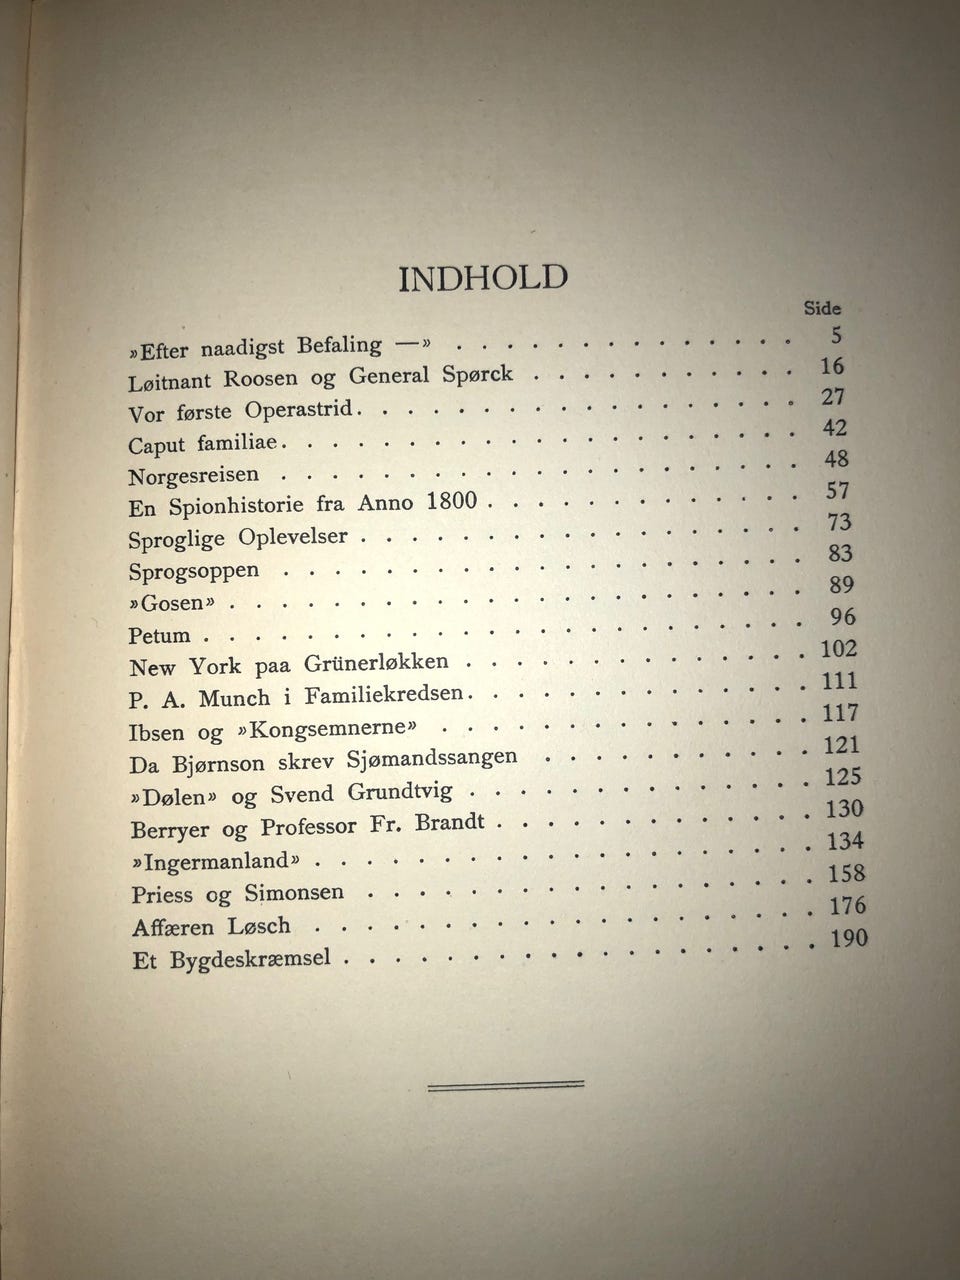 INDHOLD
Side
»Efter naadigst Befaling —» . . . . . . . . . . . . . . 5
Løitnant Roosen og General Spørck . . . . . . . . . . . 16
Vor første Operastrid. . . . . . . . . . . . . . . . . . 27
Caput familiae. . . . . . . . . . . . . . . . . . . . . 42
Norgesreisen . . . . . . . . . . . . . . . . . . . . . 48
En Spionhistorie fra Anno 1800 . . . . . . . . . . . . . 57
Sproglige Oplevelser . . . . . . . . . . . . . . . . . . 73
Sprogsoppen . . . . . . . . . . . . . . . . . . . . . 83
»Gosen» . . . . . . . . . . . . . . . . . . . . . . . 89
Petum . . . . . . . . . . . . . . . . . . . . . . . . 96
New York paa Grünerløkken . . . . . . . . . . . . . . 102
P. A. Munch i Familiekredsen. . . . . . . . . . . . . . 111
Ibsen og »Kongsemnerne» . . . . . . . . . . . . . . . 117
Da Bjørnson skrev Sjømandssangen . . . . . . . . . . . 121
»Dølen» og Svend Grundtvig . . . . . . . . . . . . . . 125
Berryer og Professor Fr. Brandt . . . . . . . . . . . . . 130
»Ingermanland» . . . . . . . . . . . . . . . . . . . . 134
Priess og Simonsen . . . . . . . . . . . . . . . . . . 158
Affæren Løsch . . . . . . . . . . . . . . . . . . . . 176
Et Bygdeskræmsel . . . . . . . . . . . . . . . . . . . 190